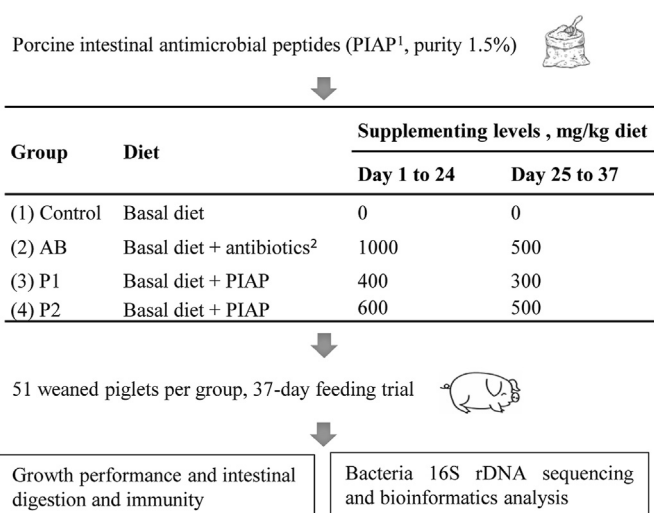 Porcine intestinal antimicrobial peptides (PIAP¹, purity 1.5%)
Supplementing levels , mg/kg diet
Group Diet
Day 1 to 24 Day 25 to 37
(1) Control Basal diet 0 0
(2) AB Basal diet + antibiotics² 1000 500
(3) P1 Basal diet + PIAP 400 300
(4) P2 Basal diet + PIAP 600 500
51 weaned piglets per group, 37-day feeding trial
Growth performance and intestinal
digestion and immunity
Bacteria 16S rDNA sequencing
and bioinformatics analysis